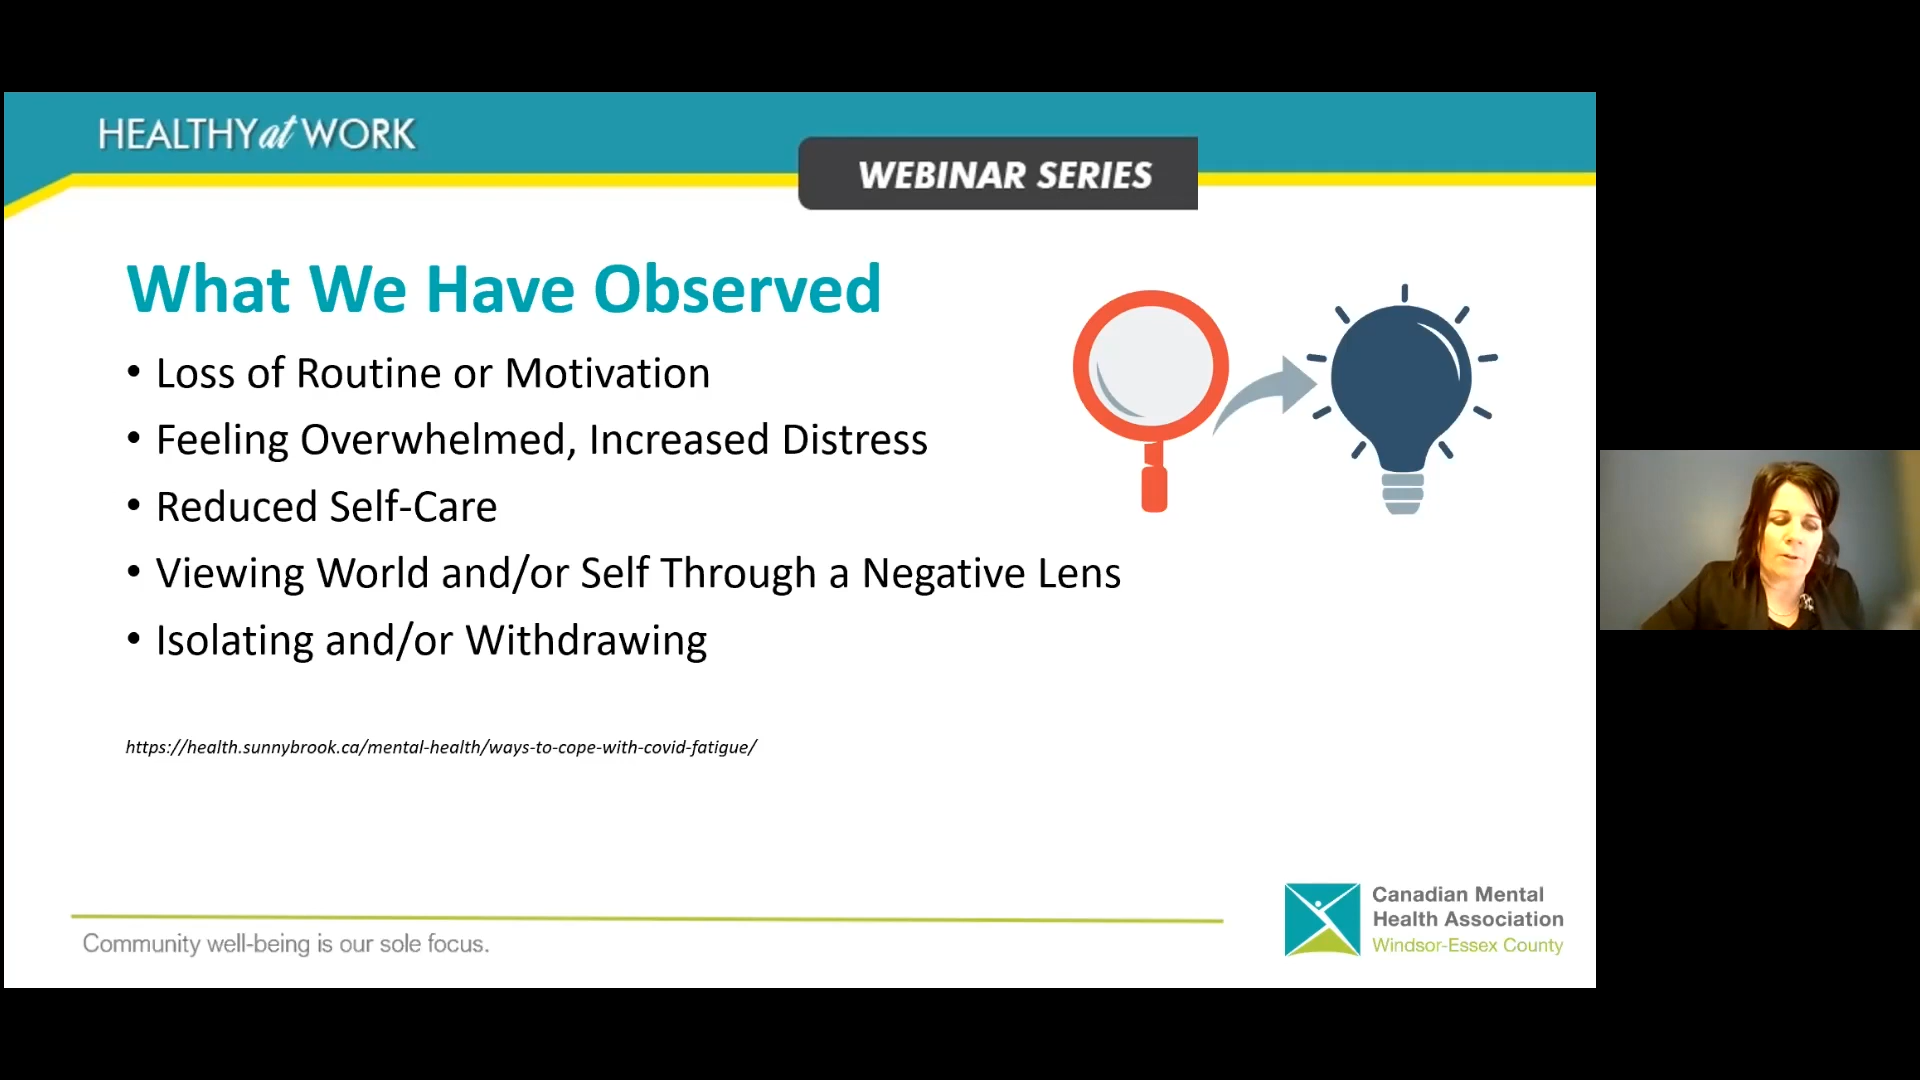 HEALTHY at WORK
WEBINAR SERIES
What We Have Observed
• Loss of Routine or Motivation
• Feeling Overwhelmed, Increased Distress
• Reduced Self-Care
• Viewing World and/or Self Through a Negative Lens
• Isolating and/or Withdrawing
https://health.sunnybrook.ca/mental-health/ways-to-cope-with-covid-fatigue/
Community well-being is our sole focus.
Canadian Mental
Health Association
Windsor-Essex County